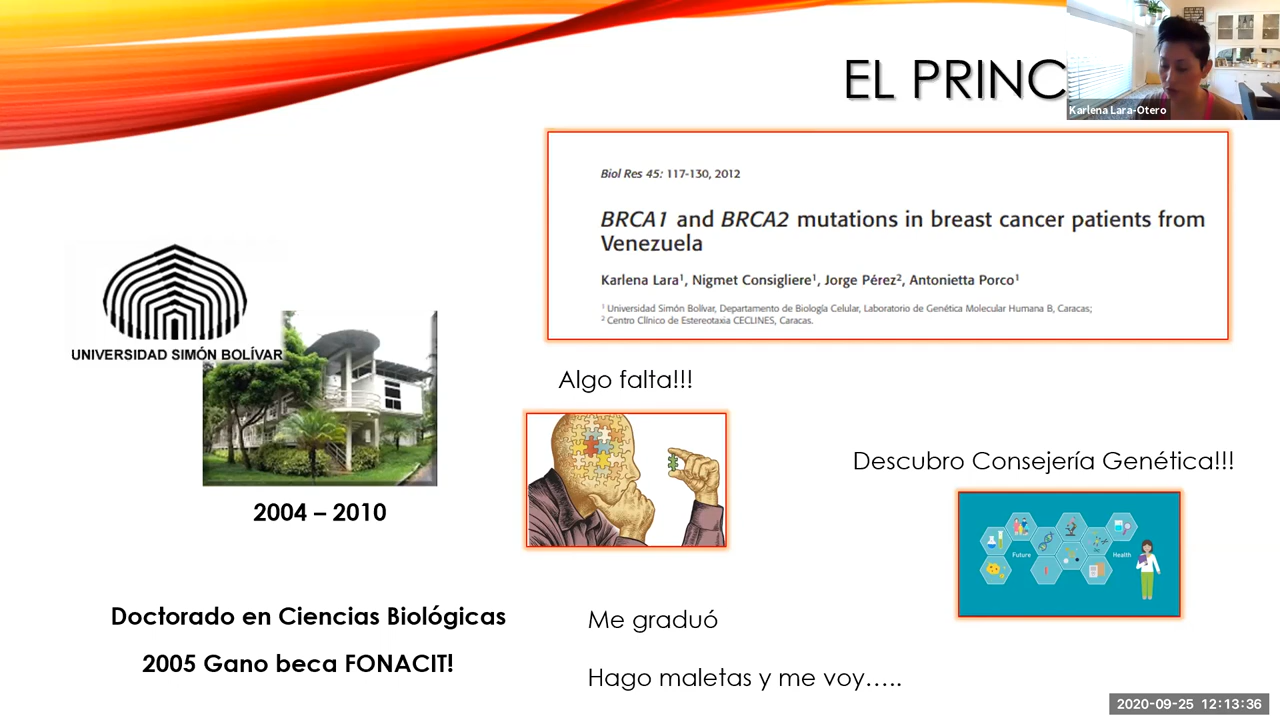 EL PRINC
Karlena Lara-Otero
Biol Res 45: 117-130, 2012
BRCA1 and BRCA2 mutations in breast cancer patients from
Venezuela
Karlena Lara¹, Nigmet Consigliere¹, Jorge Pérez², Antonietta Porco¹
¹ Universidad Simón Bolívar, Departamento de Biología Celular, Laboratorio de Genética Molecular Humana B, Caracas;
² Centro Clínico de Estereotaxia CECLINES, Caracas.
UNIVERSIDAD SIMÓN BOLÍVAR
Algo falta!!!
Descubro Consejería Genética!!!
Future
Health
2004 – 2010
Doctorado en Ciencias Biológicas
2005 Gano beca FONACIT!
Me graduó
Hago maletas y me voy…..
2020-09-25 12:13:36